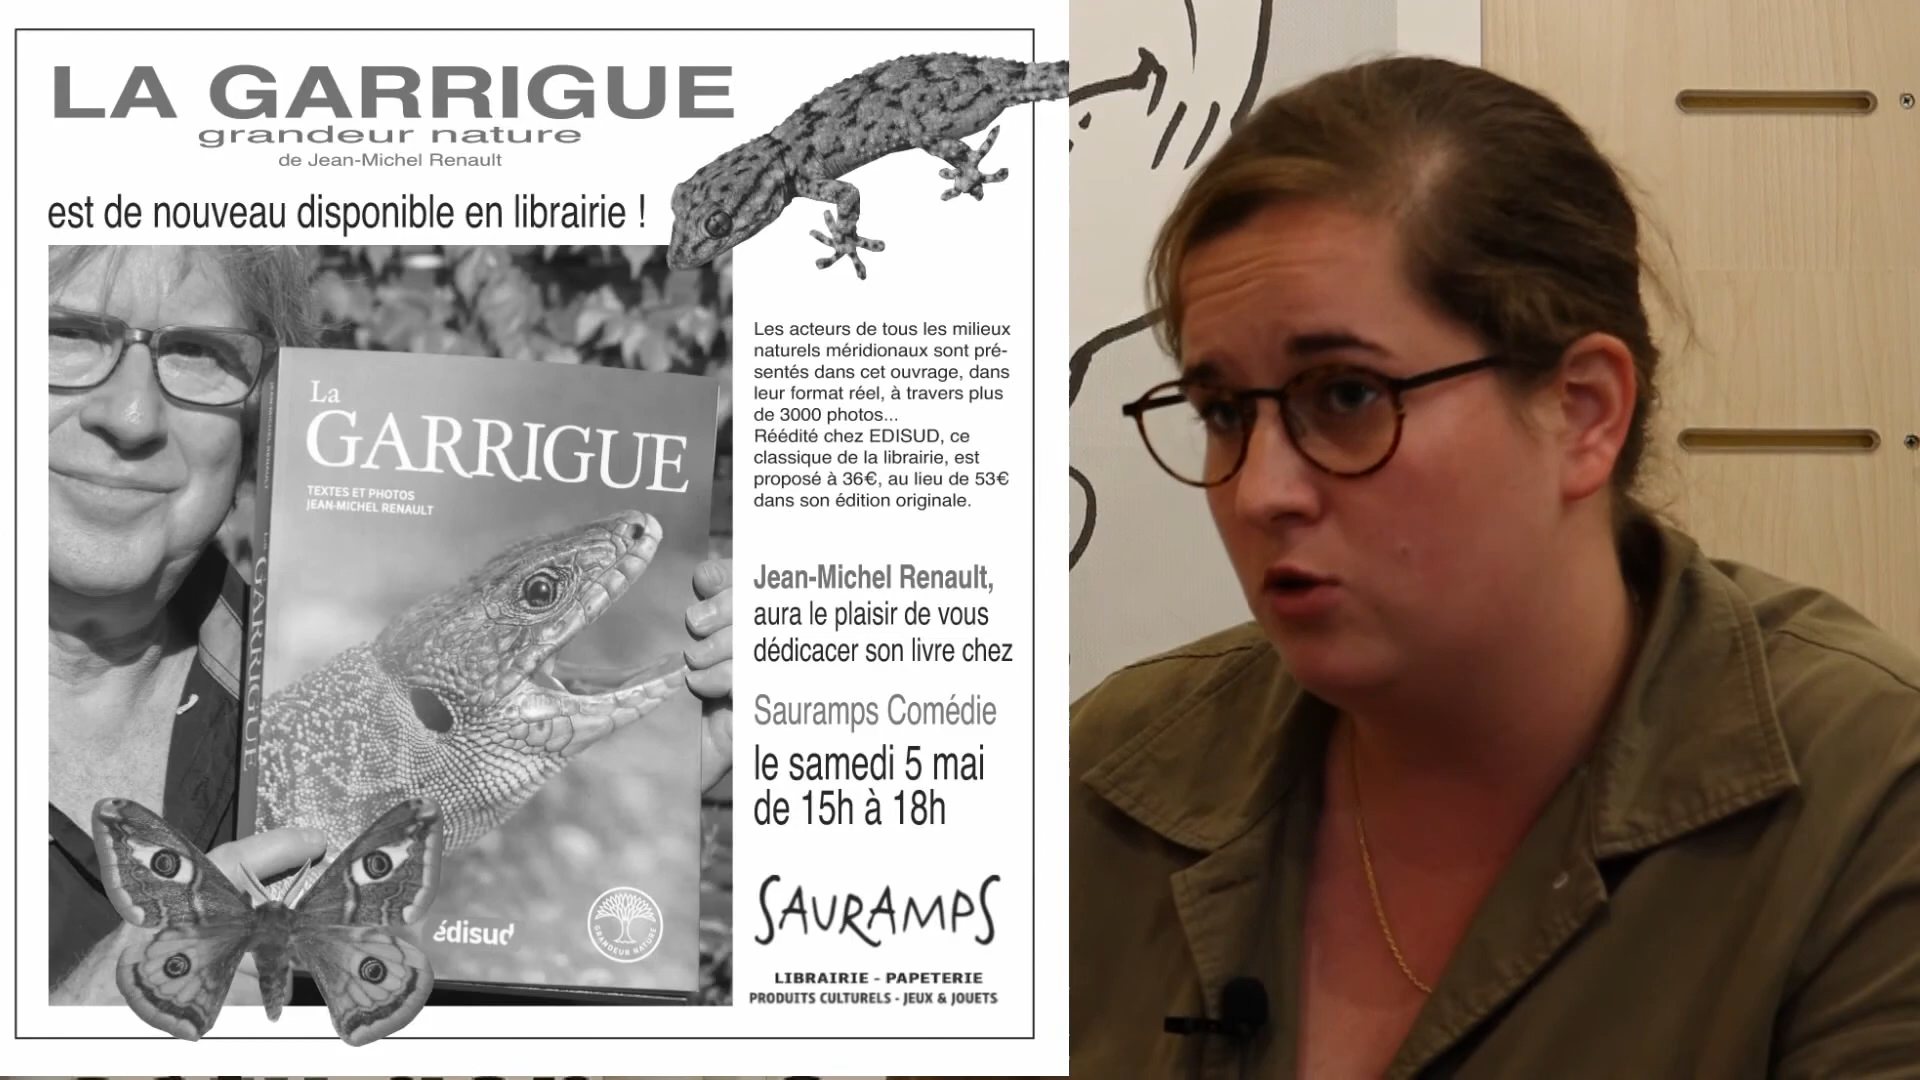 LA GARRIGUE
grandeur nature
de Jean-Michel Renault
est de nouveau disponible en librairie !
La
GARRIGUE
TEXTES ET PHOTOS
JEAN-MICHEL RENAULT
La GARRIGUE
édisud
GRANDEUR NATURE
Les acteurs de tous les milieux
naturels méridionaux sont pré-
sentés dans cet ouvrage, dans
leur format réel, à travers plus
de 3000 photos...
Réédité chez EDISUD, ce
classique de la librairie, est
proposé à 36€, au lieu de 53€
dans son édition originale.
Jean-Michel Renault,
aura le plaisir de vous
dédicacer son livre chez
Sauramps Comédie
le samedi 5 mai
de 15h à 18h
SAURAMPS
LIBRAIRIE - PAPETERIE
PRODUITS CULTURELS - JEUX & JOUETS